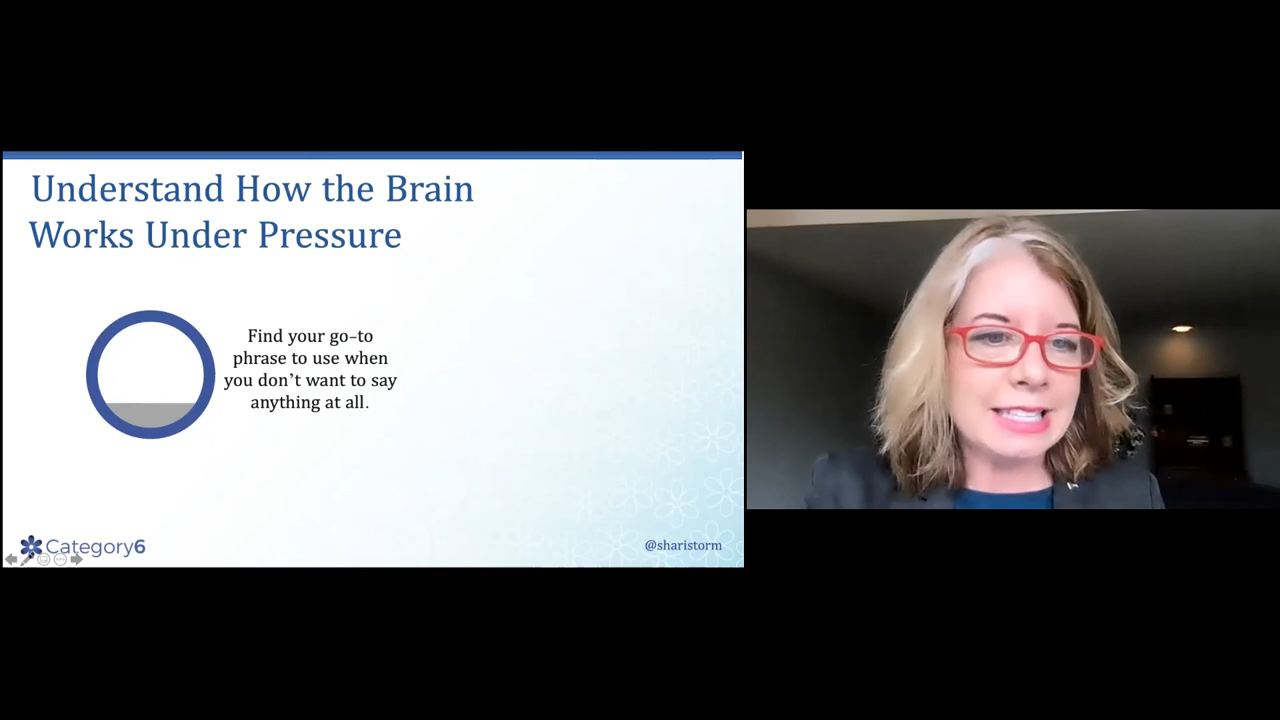 Understand How the Brain
Works Under Pressure
Find your go-to
phrase to use when
you don't want to say
anything at all.
Category6
@sharistorm